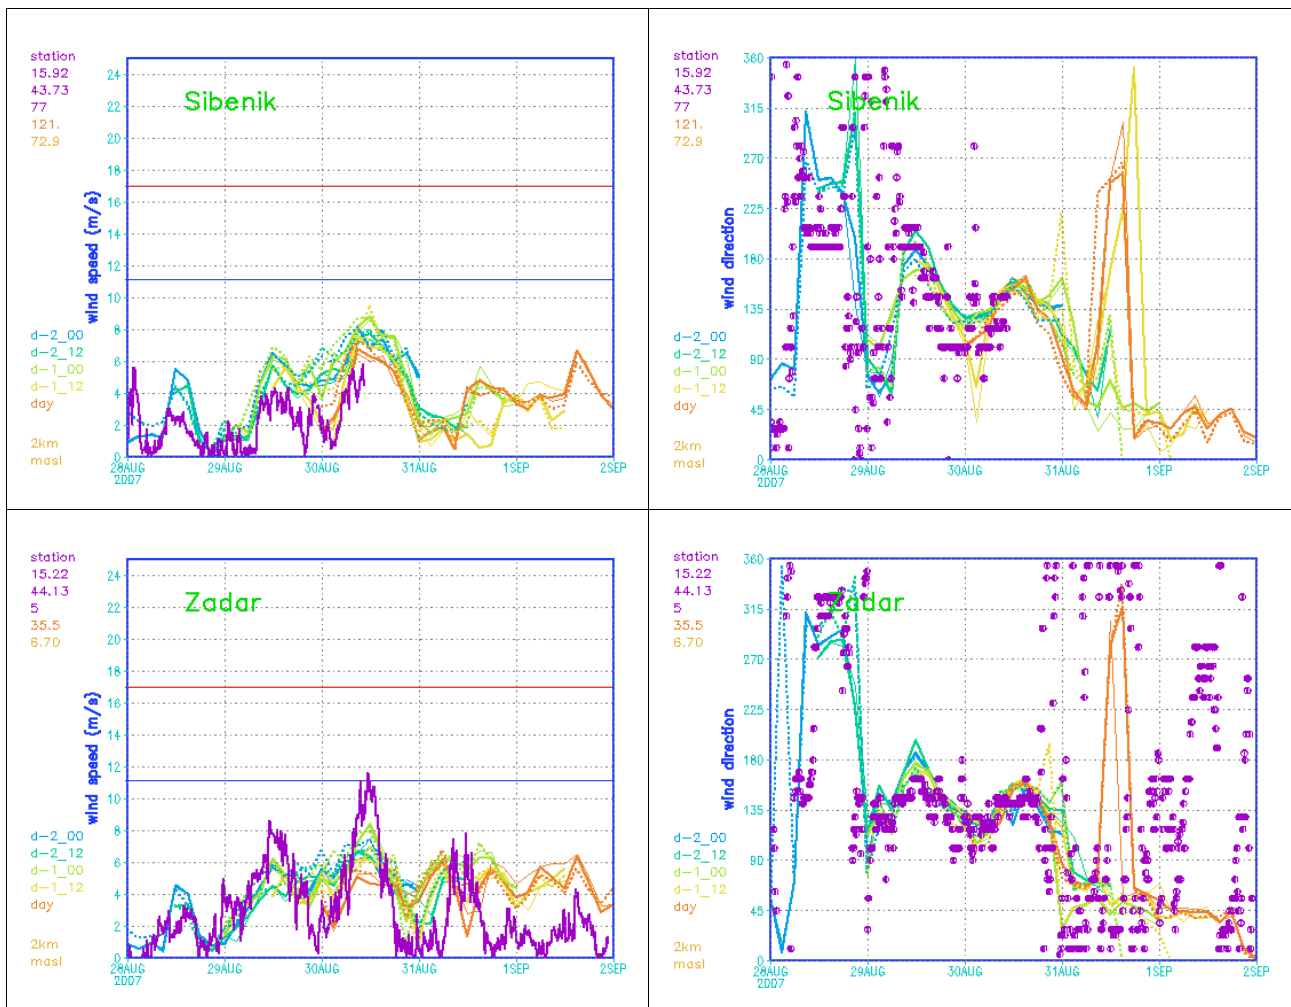 station
15.92
43.73
77
121.
72.9
d-2_00
d-2_12
d-1_00
d-1_12
day
2km
masl
Sibenik
wind speed {m/s}
24
22
20
18
16
14
12
10
8
6
4
2
0
28AUG
2007
29AUG
30AUG
31AUG
1SEP
2SEP
station
15.92
43.73
77
121.
72.9
d-2_00
d-2_12
d-1_00
d-1_12
day
2km
masl
Sibenik
wind direction
360
315
270
225
180
135
90
45
0
28AUG
2007
29AUG
30AUG
31AUG
1SEP
2SEP
station
15.22
44.13
5
35.5
6.70
d-2_00
d-2_12
d-1_00
d-1_12
day
2km
masl
Zadar
wind speed {m/s}
24
22
20
18
16
14
12
10
8
6
4
2
0
28AUG
2007
29AUG
30AUG
31AUG
1SEP
2SEP
station
15.22
44.13
5
35.5
6.70
d-2_00
d-2_12
d-1_00
d-1_12
day
2km
masl
Zadar
wind direction
360
315
270
225
180
135
90
45
0
28AUG
2007
29AUG
30AUG
31AUG
1SEP
2SEP